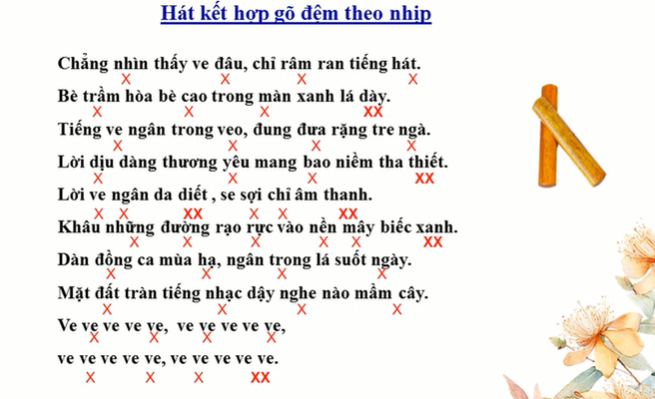 Hát kết hợp gõ đệm theo nhịp
Chẳng nhìn thấy ve đâu, chỉ râm ran tiếng hát.
X X X X
Bè trầm hòa bè cao trong màn xanh lá dày.
X X X XX
Tiếng ve ngân trong veo, đung đưa rặng tre ngà.
X X X X
Lời dịu dàng thương yêu mang bao niềm tha thiết.
X X X XX
Lời ve ngân da diết , se sợi chỉ âm thanh.
X X XX X X XX
Khâu những đường rạo rực vào nền mây biếc xanh.
X X X X X XX
Dàn đồng ca mùa hạ, ngân trong lá suốt ngày.
X X X X
Mặt đất tràn tiếng nhạc dậy nghe nào mầm cây.
X X X X
Ve ve ve ve ve, ve ve ve ve ve,
X X X X
ve ve ve ve ve, ve ve ve ve ve.
X X X XX